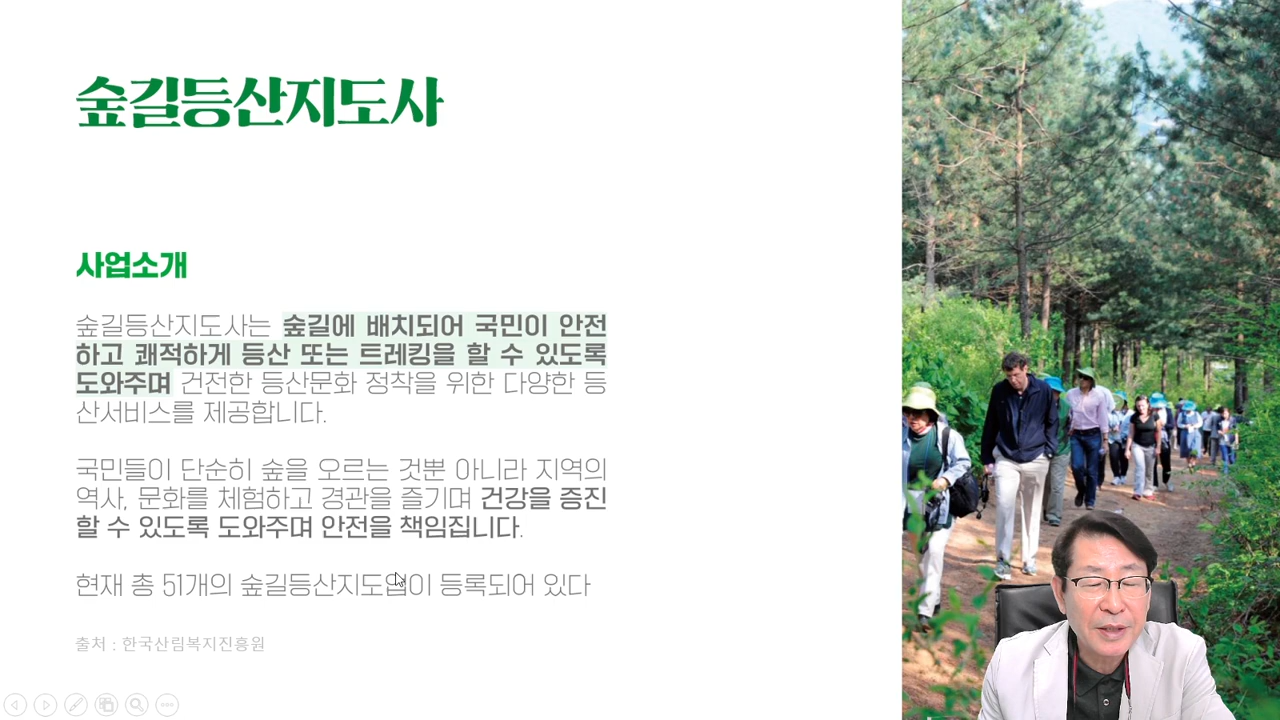 숲길등산지도사
사업소개
숲길등산지도사는 숲길에 배치되어 국민이 안전
하고 쾌적하게 등산 또는 트레킹을 할 수 있도록
도와주며 건전한 등산문화 정착을 위한 다양한 등
산서비스를 제공합니다.
국민들이 단순히 숲을 오르는 것뿐 아니라 지역의
역사, 문화를 체험하고 경관을 즐기며 건강을 증진
할 수 있도록 도와주며 안전을 책임집니다.
현재 총 51개의 숲길등산지도업이 등록되어 있다
출처 : 한국산림복지진흥원